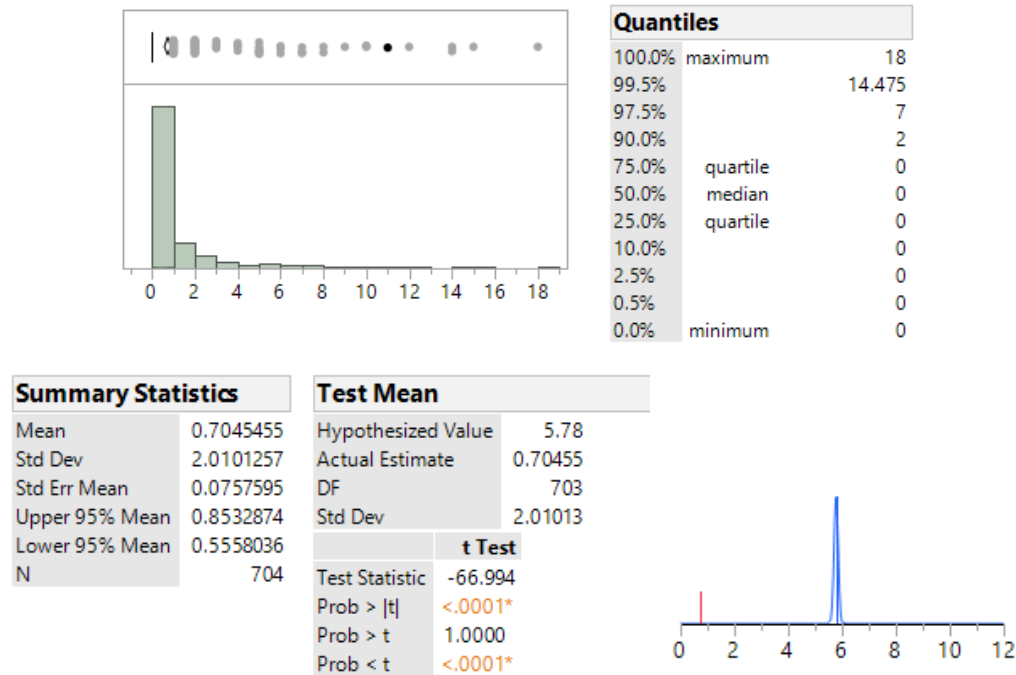 0 2 4 6 8 10 12 14 16 18
Quantiles
100.0% maximum 18
99.5% 14.475
97.5% 7
90.0% 2
75.0% quartile 0
50.0% median 0
25.0% quartile 0
10.0% 0
2.5% 0
0.5% 0
0.0% minimum 0
Summary Statistics
Mean 0.7045455
Std Dev 2.0101257
Std Err Mean 0.0757595
Upper 95% Mean 0.8532874
Lower 95% Mean 0.5558036
N 704
Test Mean
Hypothesized Value 5.78
Actual Estimate 0.70455
DF 703
Std Dev 2.01013
t Test
Test Statistic -66.994
Prob > |t| <.0001*
Prob > t 1.0000
Prob < t <.0001*
0 2 4 6 8 10 12